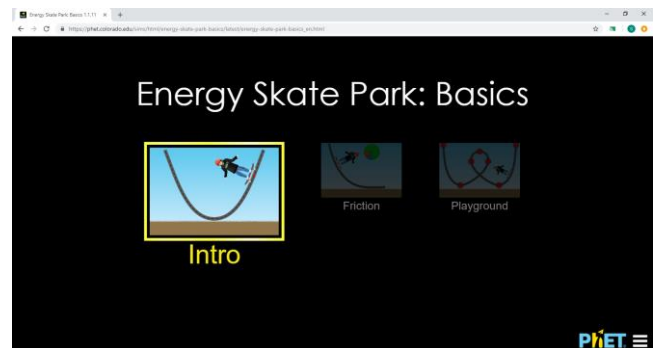 Energy Skate Park: Basics 1.1.11
https://phet.colorado.edu/sims/html/energy-skate-park-basics/latest/energy-skate-park-basics_en.html
Energy Skate Park: Basics
Intro
Friction
Playground
PhET